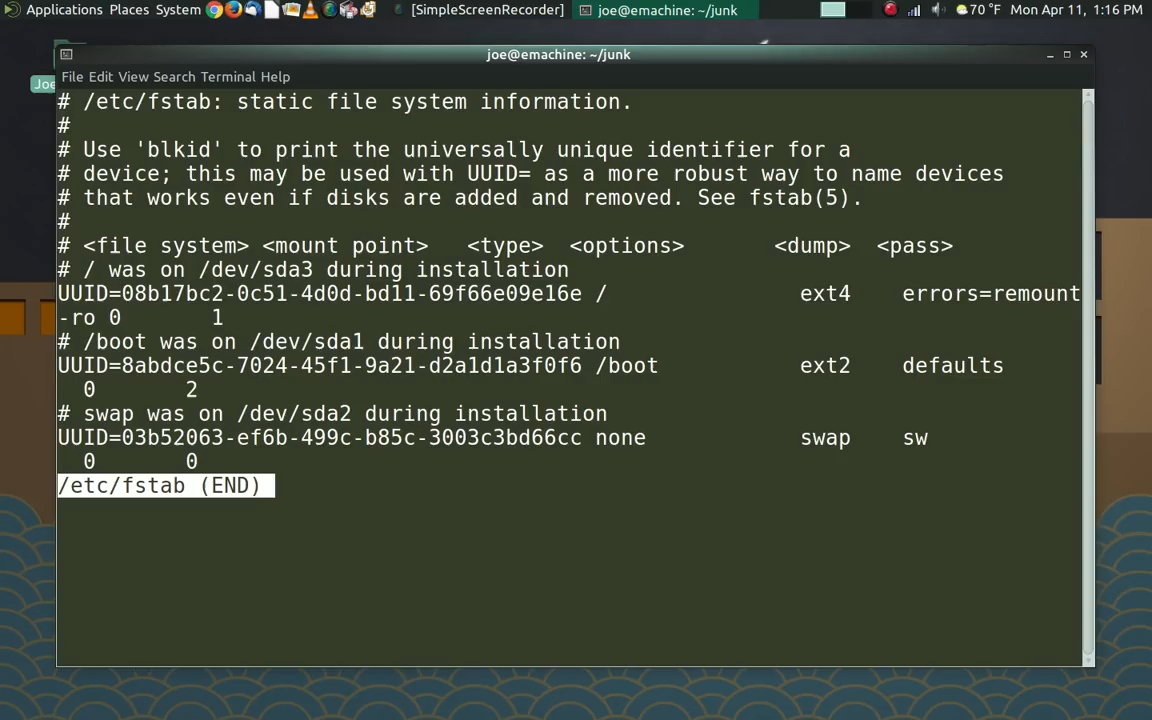 Applications Places System
[SimpleScreenRecorder]
joe@emachine: ~/junk
70 °F Mon Apr 11, 1:16 PM
joe@emachine: ~/junk
Joe
File Edit View Search Terminal Help
# /etc/fstab: static file system information.
#
# Use 'blkid' to print the universally unique identifier for a
# device; this may be used with UUID= as a more robust way to name devices
# that works even if disks are added and removed. See fstab(5).
#
# <file system> <mount point>   <type>  <options>       <dump>  <pass>
# / was on /dev/sda3 during installation
UUID=08b17bc2-0c51-4d0d-bd11-69f66e09e16e /               ext4    errors=remount
-ro 0       1
# /boot was on /dev/sda1 during installation
UUID=8abdce5c-7024-45f1-9a21-d2a1d1a3f0f6 /boot           ext2    defaults
  0       2
# swap was on /dev/sda2 during installation
UUID=03b52063-ef6b-499c-b85c-3003c3bd66cc none            swap    sw
  0       0
/etc/fstab (END)